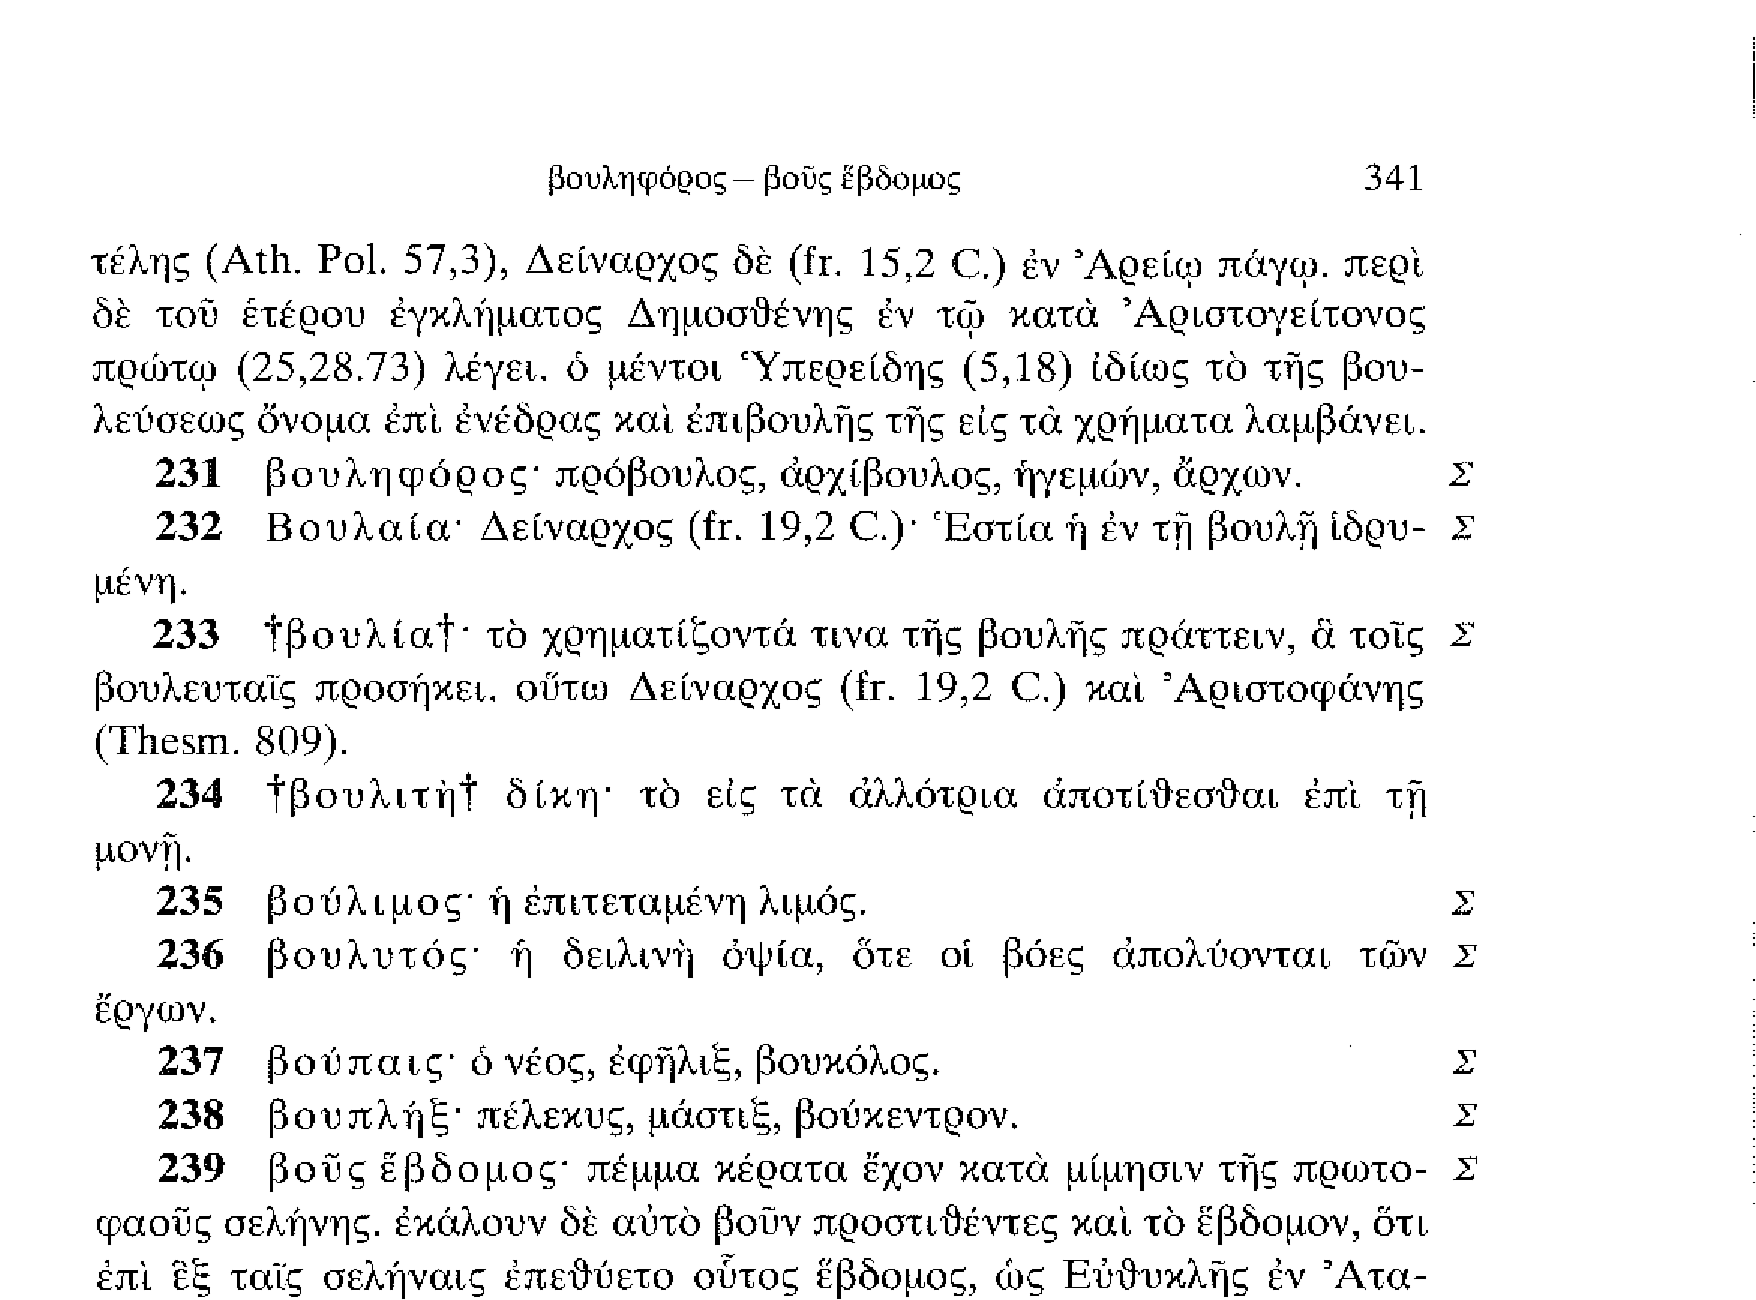 βουληφόρος – βοῦς ἕβδομος 341
τέλης (Ath. Pol. 57,3), Δείναρχος δὲ (fr. 15,2 C.) ἐν Ἀρείῳ πάγῳ. περὶ
δὲ τοῦ ἑτέρου ἐγκλήματος Δημοσθένης ἐν τῷ κατὰ Ἀριστογείτονος
πρώτῳ (25,28.73) λέγει. ὁ μέντοι Ὑπερείδης (5,18) ἰδίως τὸ τῆς βου-
λεύσεως ὄνομα ἐπὶ ἐνέδρας καὶ ἐπιβουλῆς τῆς εἰς τὰ χρήματα λαμβάνει.
231 βουληφόρος· πρόβουλος, ἀρχίβουλος, ἡγεμών, ἄρχων. Σ
232 Βουλαία· Δείναρχος (fr. 19,2 C.)· Ἑστία ἡ ἐν τῇ βουλῇ ἱδρυ- Σ
μένη.
233 †βουλία†· τὸ χρηματίζοντά τινα τῆς βουλῆς πράττειν, ἃ τοῖς Σ
βουλευταῖς προσήκει. οὕτω Δείναρχος (fr. 19,2 C.) καὶ Ἀριστοφάνης
(Thesm. 809).
234 †βουλιτὴ† δίκη· τὸ εἰς τὰ ἀλλότρια ἀποτίθεσθαι ἐπὶ τῇ
μονῇ.
235 βούλιμος· ἡ ἐπιτεταμένη λιμός. Σ
236 βουλυτός· ἡ δειλινὴ ὀψία, ὅτε οἱ βόες ἀπολύονται τῶν Σ
ἔργων.
237 βούπαις· ὁ νέος, ἐφῆλιξ, βουκόλος. Σ
238 βουπλήξ· πέλεκυς, μάστιξ, βούκεντρον. Σ
239 βοῦς ἕβδομος· πέμμα κέρατα ἔχον κατὰ μίμησιν τῆς πρωτο- Σ
φαοῦς σελήνης. ἐκάλουν δὲ αὐτὸ βοῦν προστιθέντες καὶ τὸ ἕβδομον, ὅτι
ἐπὶ ἓξ ταῖς σελήναις ἐπεθύετο οὗτος ἕβδομος, ὡς Εὐθυκλῆς ἐν Ἀτα-